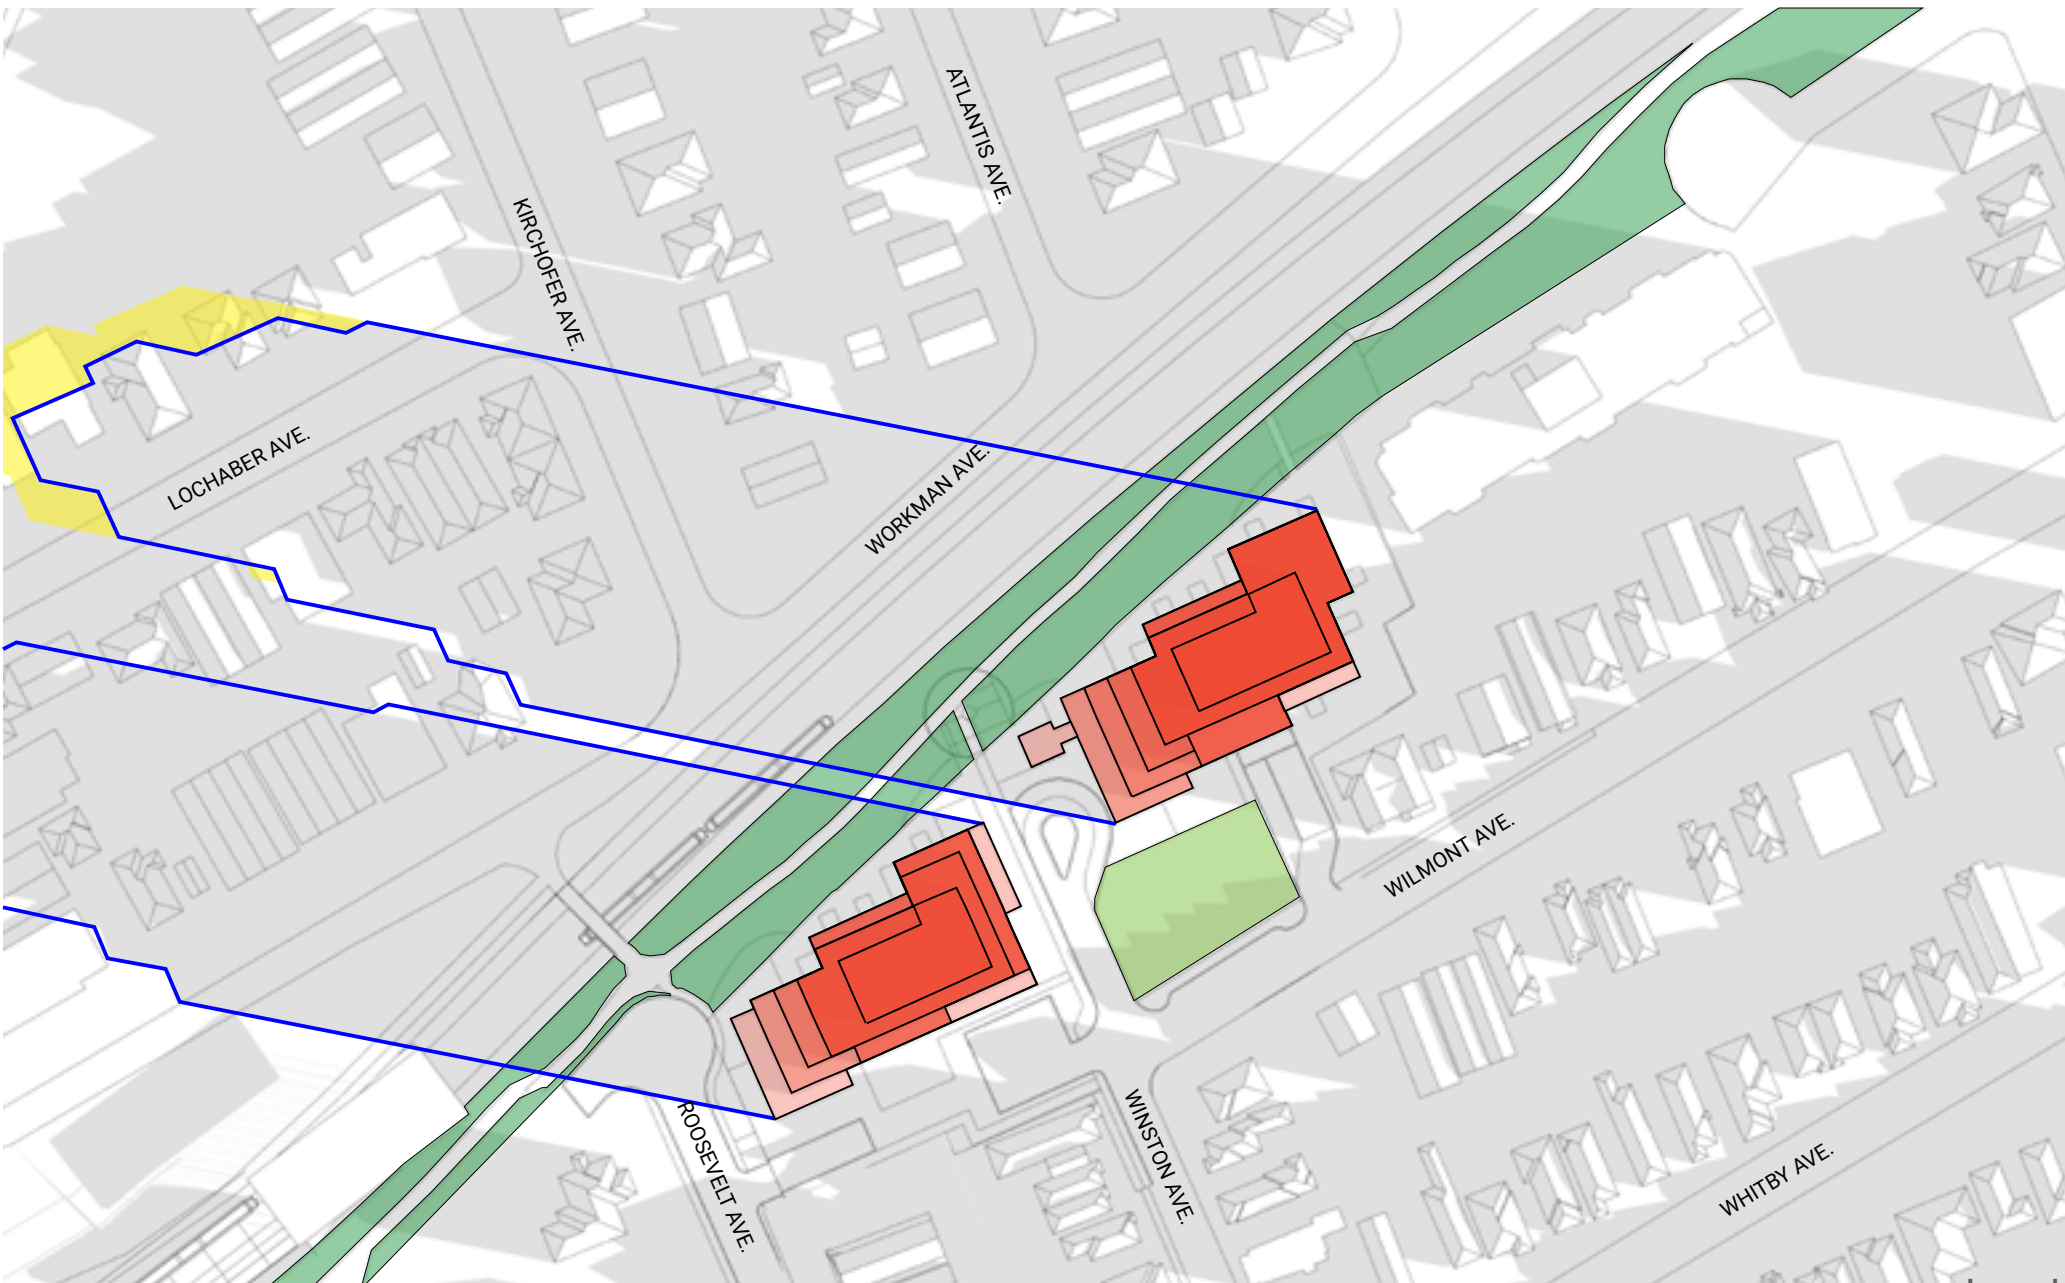 ATLANTIS AVE.
KIRCHOFER AVE.
LOCHABER AVE.
WORKMAN AVE.
WILMONT AVE.
ROOSEVELT AVE.
WINSTON AVE.
WHITBY AVE.